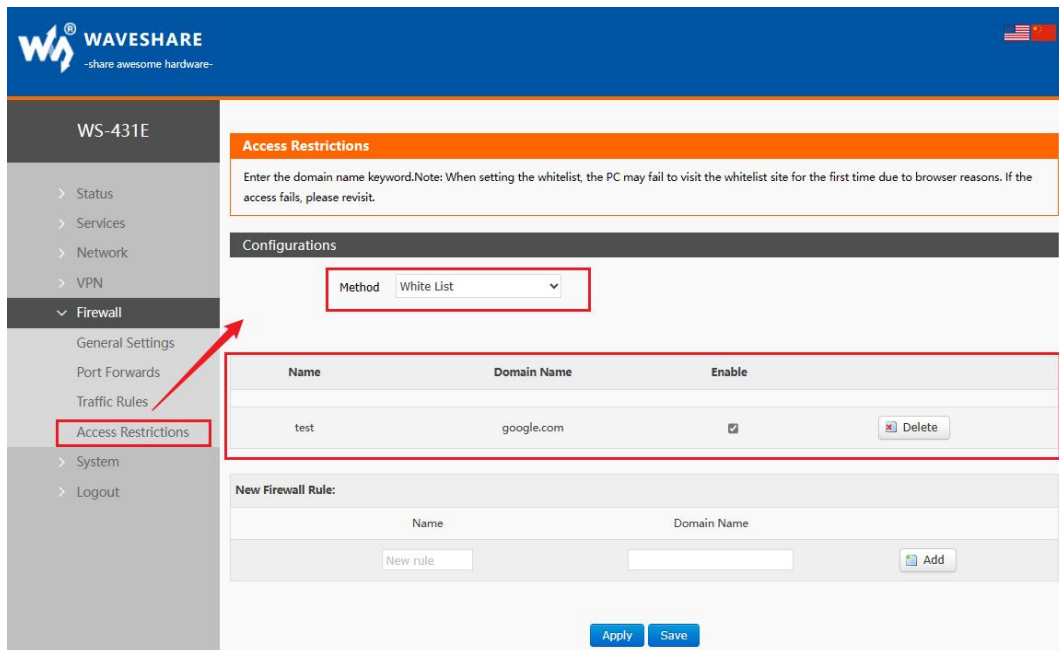 WAVESHARE
-share awesome hardware-
WS-431E
Status
Services
Network
VPN
Firewall
General Settings
Port Forwards
Traffic Rules
Access Restrictions
System
Logout
Access Restrictions
Enter the domain name keyword.Note: When setting the whitelist, the PC may fail to visit the whitelist site for the first time due to browser reasons. If the
access fails, please revisit.
Configurations
Method White List
Name Domain Name Enable
test google.com Delete
New Firewall Rule:
Name Domain Name
New rule Add
Apply Save